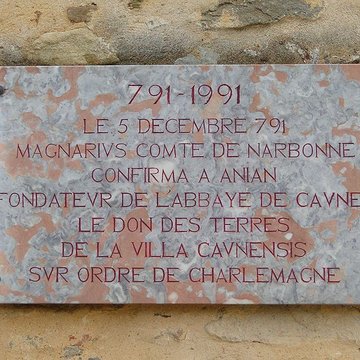 791-1991
LE 5 DECEMBRE 791
MAGNARIVS COMTE DE NARBONNE
CONFIRMA A ANIAN
FONDATEVR DE L'ABBAYE DE CAVNE
LE DON DES TERRES
DE LA VILLA CAVNENSIS
SVR ORDRE DE CHARLEMAGNE